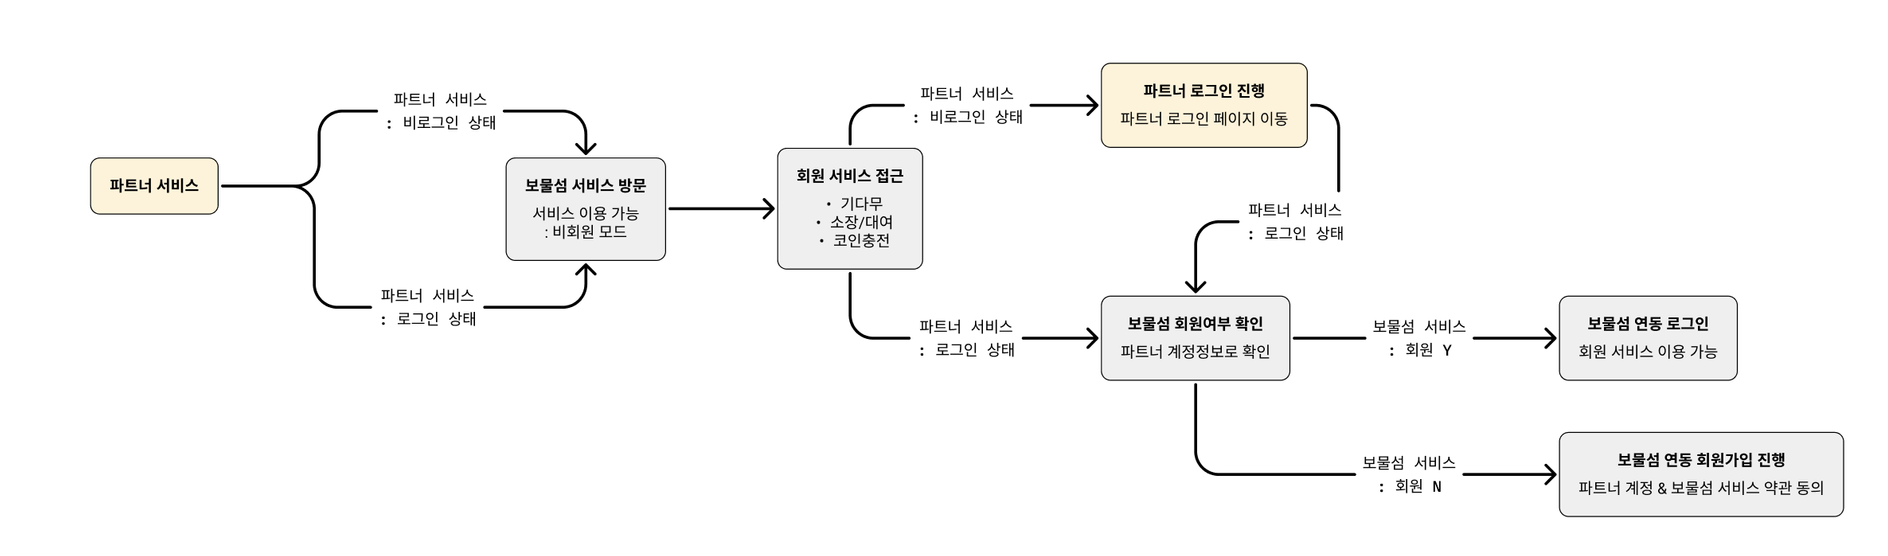 파트너 서비스
파트너 서비스
: 비로그인 상태
파트너 서비스
: 로그인 상태
보물섬 서비스 방문
서비스 이용 가능
: 비회원 모드
회원 서비스 접근
• 기다무
• 소장/대여
• 코인충전
파트너 서비스
: 비로그인 상태
파트너 로그인 진행
파트너 로그인 페이지 이동
파트너 서비스
: 로그인 상태
파트너 서비스
: 로그인 상태
보물섬 회원여부 확인
파트너 계정정보로 확인
보물섬 서비스
: 회원 Y
보물섬 연동 로그인
회원 서비스 이용 가능
보물섬 서비스
: 회원 N
보물섬 연동 회원가입 진행
파트너 계정 & 보물섬 서비스 약관 동의